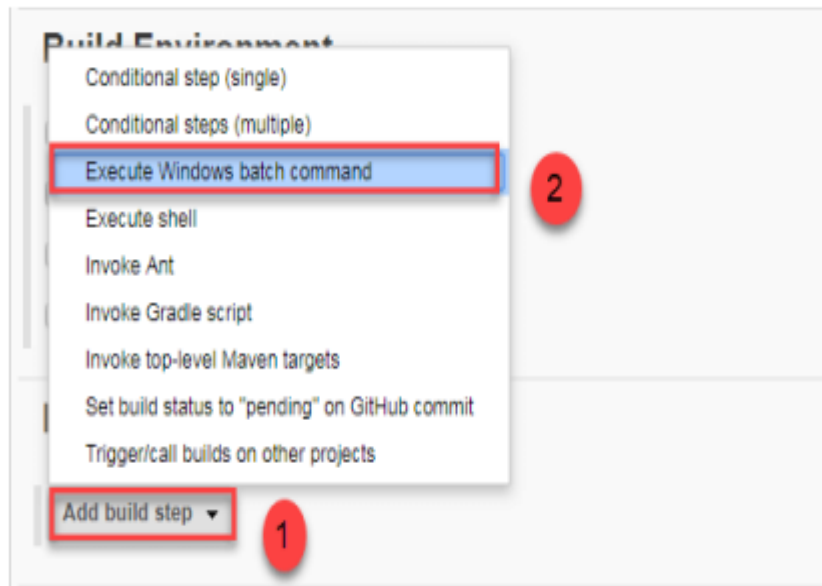 Build Environment
Conditional step (single)
Conditional steps (multiple)
Execute Windows batch command
2
Execute shell
Invoke Ant
Invoke Gradle script
Invoke top-level Maven targets
Set build status to "pending" on GitHub commit
Trigger/call builds on other projects
Add build step
1